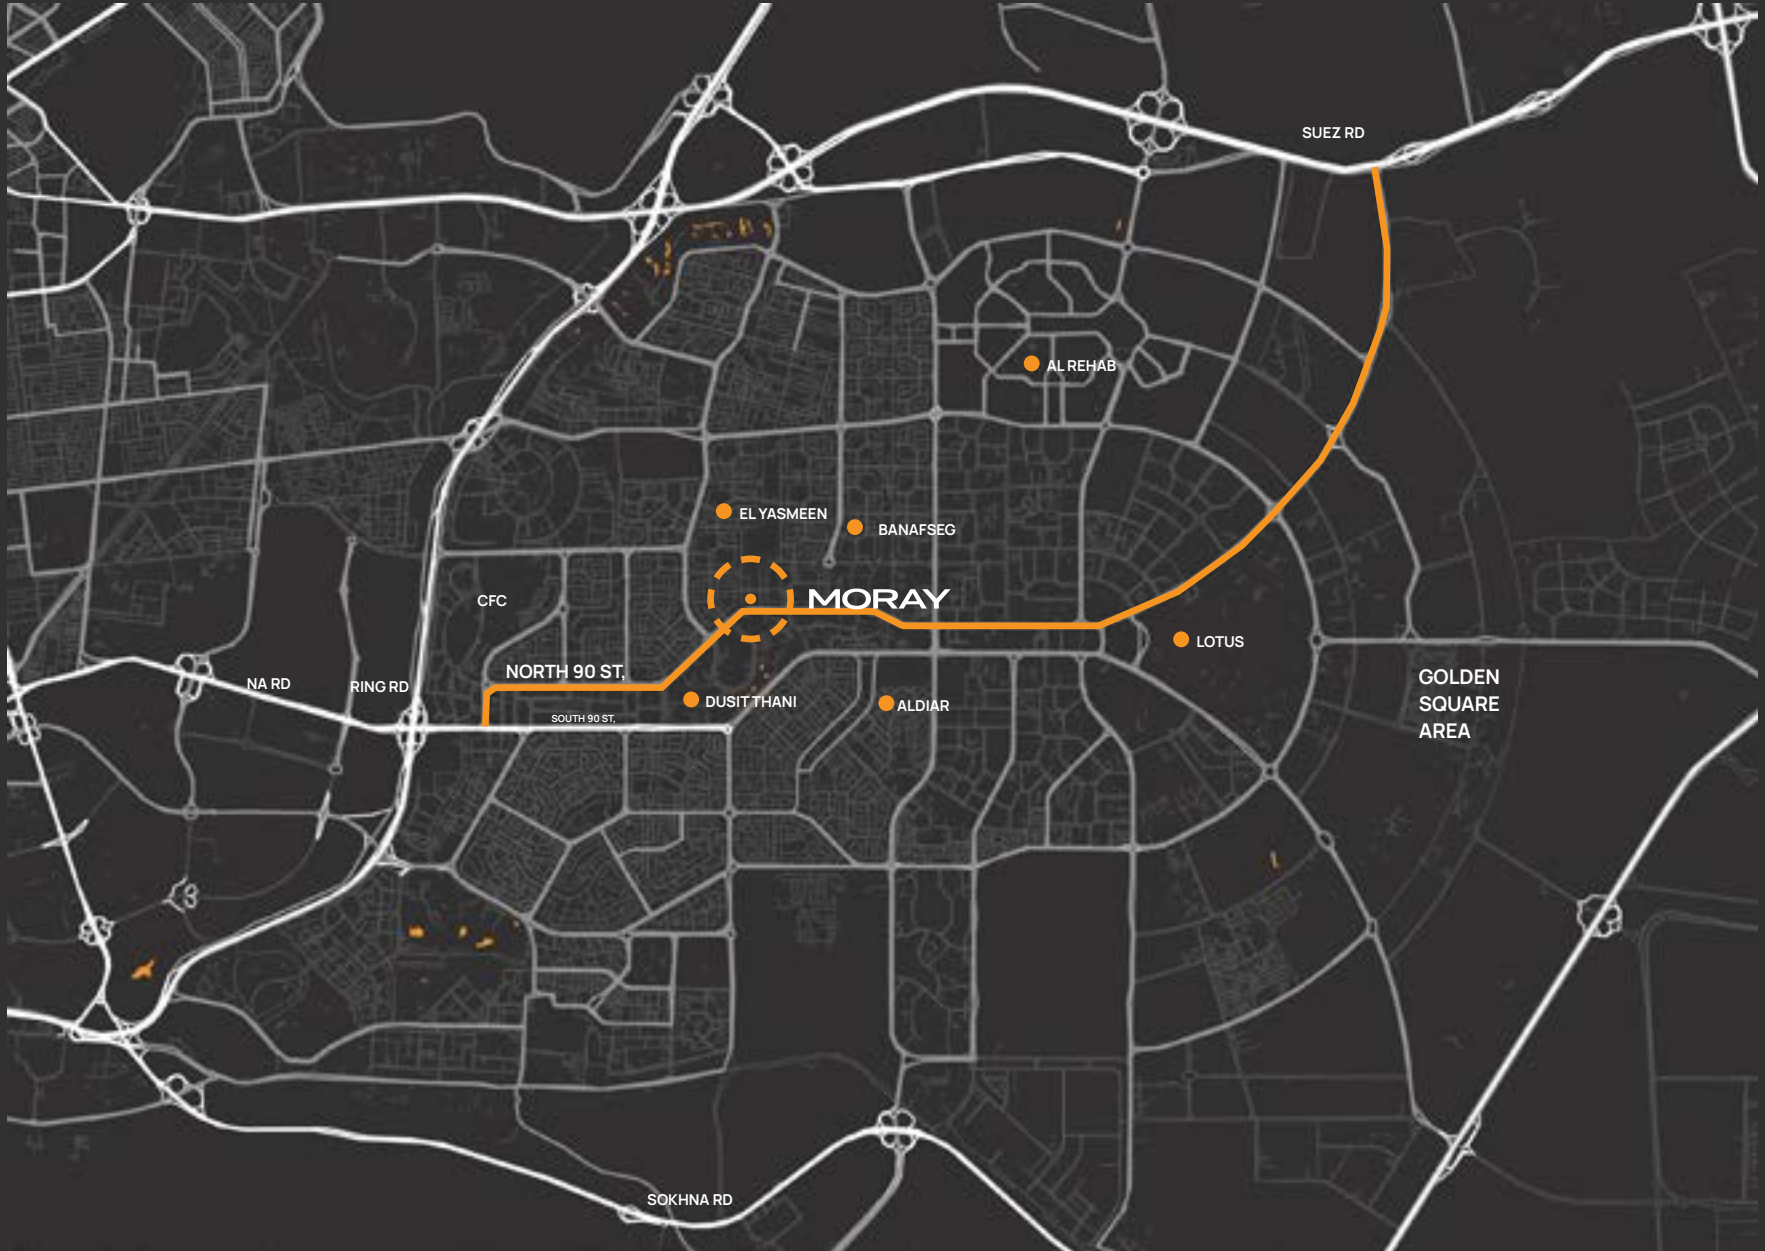 SUEZ RD
AL REHAB
EL YASMEEN
BANAFSEG
CFC
MORAY
LOTUS
NORTH 90 ST,
NA RD
RING RD
DUSIT THANI
ALDIAR
SOUTH 90 ST,
GOLDEN
SQUARE
AREA
SOKHNA RD